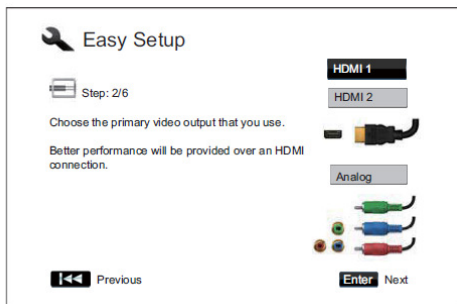 Easy Setup
HDMI 1
Step: 2/6
HDMI 2
Choose the primary video output that you use.
Better performance will be provided over an HDMI
connection.
Analog
Previous
Enter Next